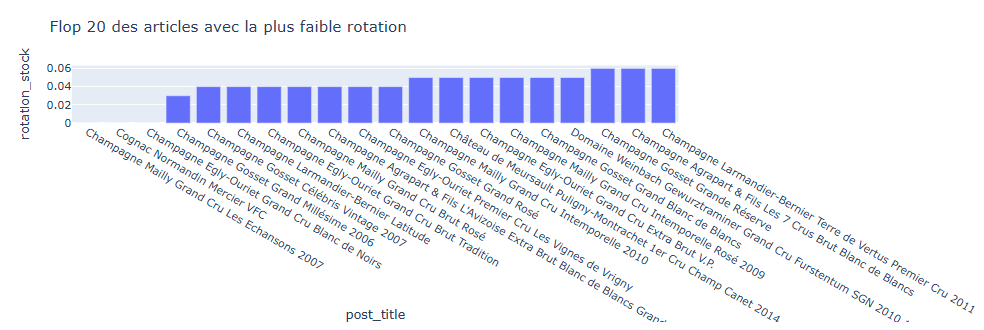 Flop 20 des articles avec la plus faible rotation
rotation_stock
0.06
0.04
0.02
0
Champagne Mailly Grand Cru Les Echansons 2007
Cognac Normandin Mercier VFC
Champagne Egly-Ouriet Grand Cru Blanc de Noirs
Champagne Gosset Grand Millésime 2006
Champagne Gosset Célébris Vintage 2007
Champagne Larmandier-Bernier Latitude
Champagne Egly-Ouriet Grand Cru Brut Tradition
Champagne Mailly Grand Cru Brut Rosé
Champagne Agrapart & Fils L'Avizoise Extra Brut Blanc de Blancs Grand
Champagne Egly-Ouriet Premier Cru Les Vignes de Vrigny
Champagne Gosset Grand Rosé
Champagne Mailly Grand Cru Intemporelle 2010
Château de Meursault Puligny-Montrachet 1er Cru Champ Canet 2014
Champagne Egly-Ouriet Grand Cru Extra Brut V.P.
Champagne Mailly Grand Cru Intemporelle Rosé 2009
Champagne Gosset Grand Blanc de Blancs
Domaine Weinbach Gewurztraminer Grand Cru Furstentum SGN 2010
Champagne Gosset Grande Réserve
Champagne Agrapart & Fils Les 7 Crus Brut Blanc de Blancs
Champagne Larmandier-Bernier Terre de Vertus Premier Cru 2011
post_title